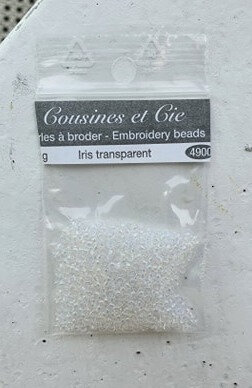 Cousines et Cie
rles à broder - Embroidery beads
g Iris transparent 4900